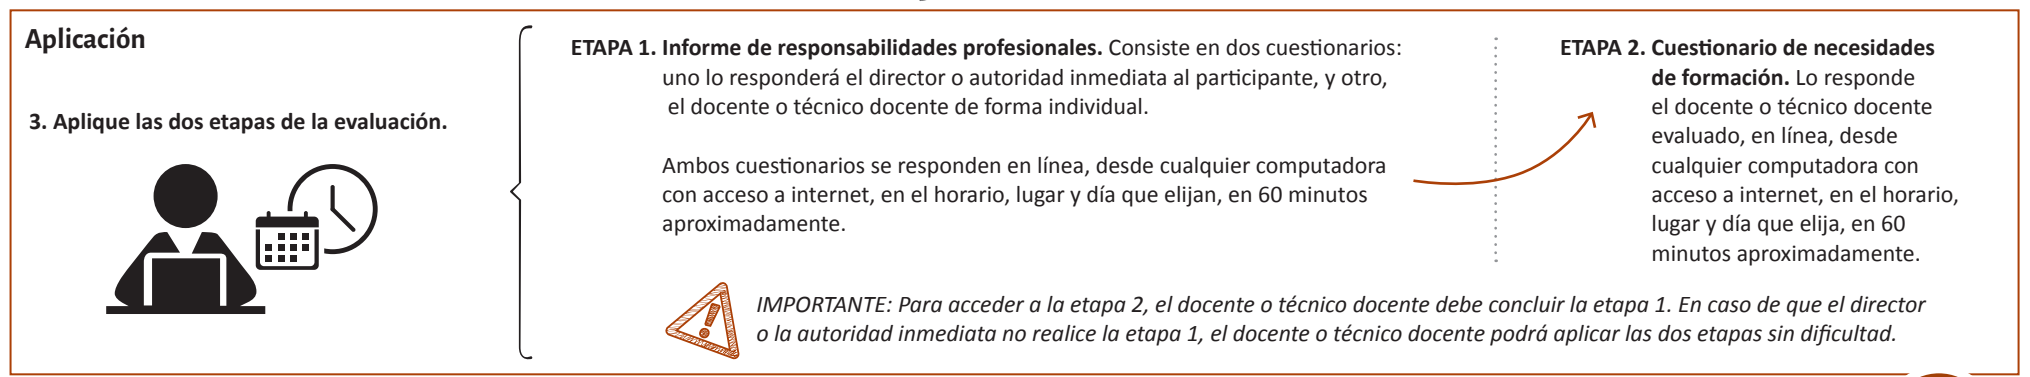 Aplicación
3. Aplique las dos etapas de la evaluación.
ETAPA 1. Informe de responsabilidades profesionales. Consiste en dos cuestionarios:
uno lo responderá el director o autoridad inmediata al participante, y otro,
el docente o técnico docente de forma individual.
Ambos cuestionarios se responden en línea, desde cualquier computadora
con acceso a internet, en el horario, lugar y día que elijan, en 60 minutos
aproximadamente.
ETAPA 2. Cuestionario de necesidades
de formación. Lo responde
el docente o técnico docente
evaluado, en línea, desde
cualquier computadora con
acceso a internet, en el horario,
lugar y día que elija, en 60
minutos aproximadamente.
IMPORTANTE: Para acceder a la etapa 2, el docente o técnico docente debe concluir la etapa 1. En caso de que el director
o la autoridad inmediata no realice la etapa 1, el docente o técnico docente podrá aplicar las dos etapas sin dificultad.